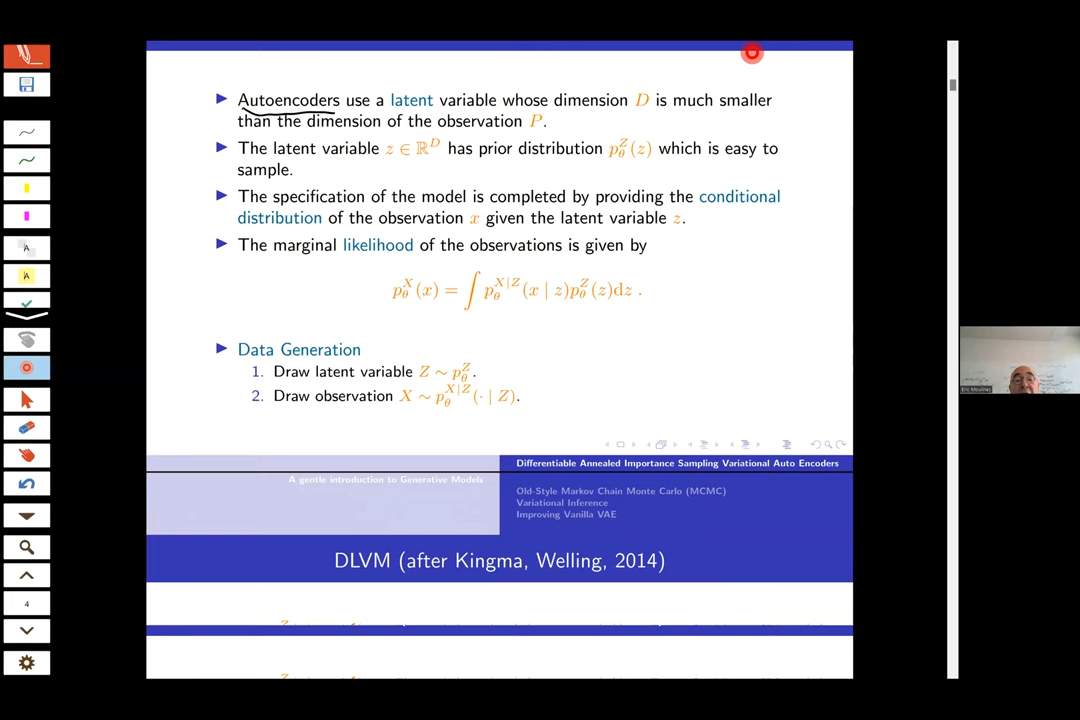 ▶ Autoencoders use a latent variable whose dimension D is much smaller
than the dimension of the observation P.
▶ The latent variable z ∈ ℝ^D has prior distribution p_θ^Z(z) which is easy to
sample.
▶ The specification of the model is completed by providing the conditional
distribution of the observation x given the latent variable z.
▶ The marginal likelihood of the observations is given by
p_θ^X(x) = ∫ p_θ^{X|Z}(x | z)p_θ^Z(z)dz .
▶ Data Generation
1. Draw latent variable Z ∼ p_θ^Z.
2. Draw observation X ∼ p_θ^{X|Z}(· | Z).
Differentiable Annealed Importance Sampling Variational Auto Encoders
A gentle introduction to Generative Models
Old-Style Markov Chain Monte Carlo (MCMC)
Variational Inference
Improving Vanilla VAE
DLVM (after Kingma, Welling, 2014)
A
A
4
Eric Moulines